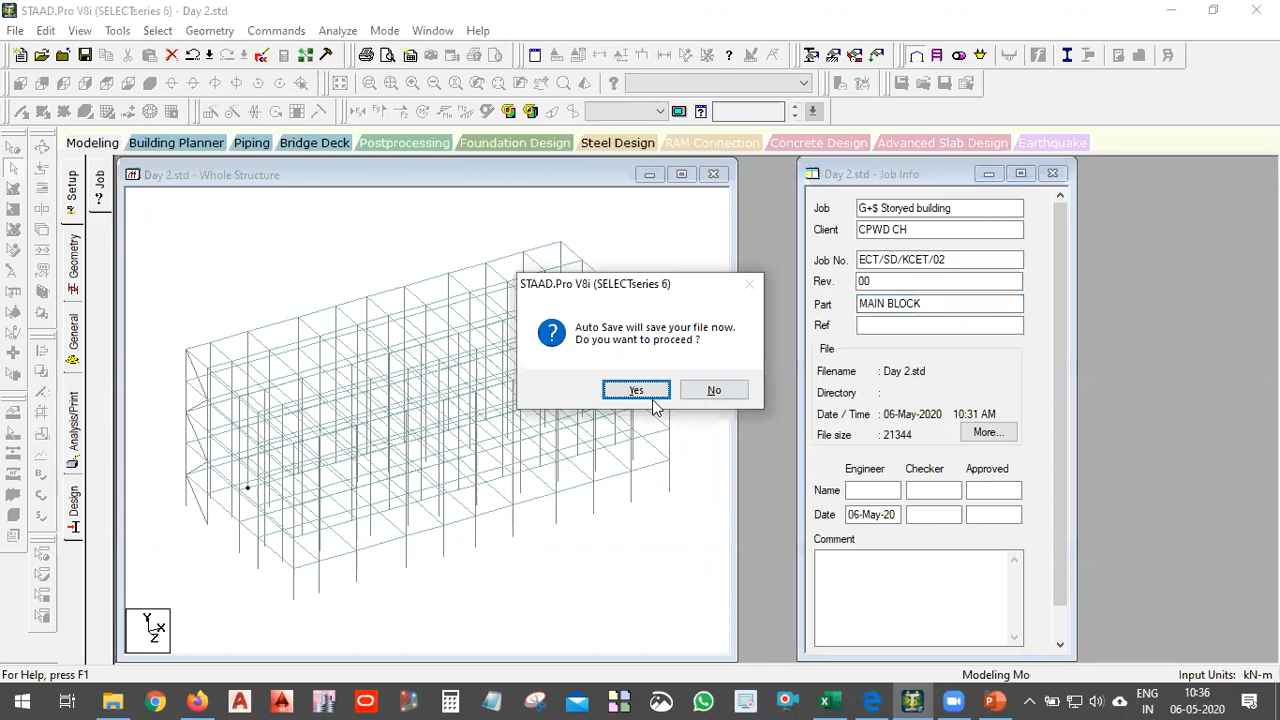 STAAD.Pro V8i (SELECTseries 6) - Day 2.std
File Edit View Tools Select Geometry Commands Analyze Mode Window Help
Modeling Building Planner Piping Bridge Deck Postprocessing Foundation Design Steel Design RAM Connection Concrete Design Advanced Slab Design Earthquake
Setup
Geometry
General
Analysis/Print
Design
Job
Day 2.std - Whole Structure
Y
X
Z
STAAD.Pro V8i (SELECTseries 6)
Auto Save will save your file now.
Do you want to proceed ?
Yes No
Day 2.std - Job Info
Job G+$ Storyed building
Client CPWD CH
Job No. ECT/SD/KCET/02
Rev. 00
Part MAIN BLOCK
Ref
File
Filename : Day 2.std
Directory :
Date / Time : 06-May-2020 10:31 AM
File size : 21344 More...
Engineer Checker Approved
Name
Date 06-May-20
Comment
For Help, press F1
Modeling Mo Input Units: kN-m
ENG
IN
10:36
06-05-2020